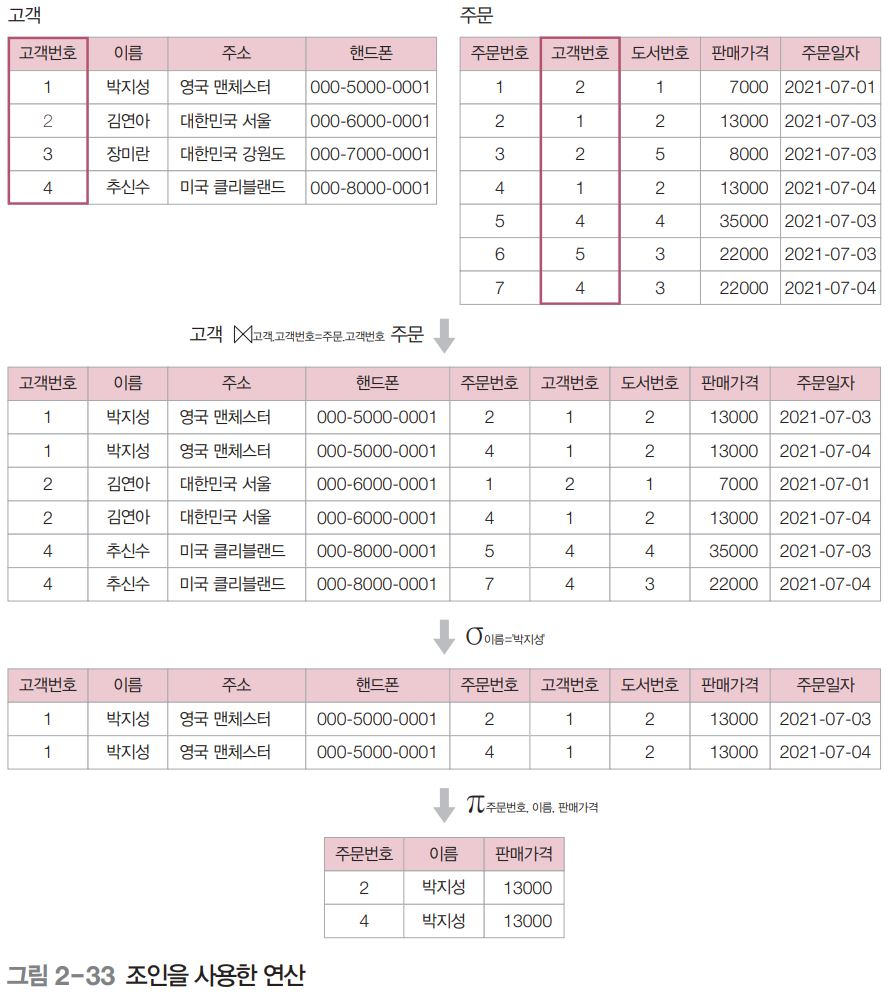 고객
고객번호 이름 주소 핸드폰
1 박지성 영국 맨체스터 000-5000-0001
2 김연아 대한민국 서울 000-6000-0001
3 장미란 대한민국 강원도 000-7000-0001
4 추신수 미국 클리블랜드 000-8000-0001
주문
주문번호 고객번호 도서번호 판매가격 주문일자
1 2 1 7000 2021-07-01
2 1 2 13000 2021-07-03
3 2 5 8000 2021-07-03
4 1 2 13000 2021-07-04
5 4 4 35000 2021-07-03
6 5 3 22000 2021-07-03
7 4 3 22000 2021-07-04
고객 ⋈고객.고객번호=주문.고객번호 주문
고객번호 이름 주소 핸드폰 주문번호 고객번호 도서번호 판매가격 주문일자
1 박지성 영국 맨체스터 000-5000-0001 2 1 2 13000 2021-07-03
1 박지성 영국 맨체스터 000-5000-0001 4 1 2 13000 2021-07-04
2 김연아 대한민국 서울 000-6000-0001 1 2 1 7000 2021-07-01
2 김연아 대한민국 서울 000-6000-0001 4 1 2 13000 2021-07-04
4 추신수 미국 클리블랜드 000-8000-0001 5 4 4 35000 2021-07-03
4 추신수 미국 클리블랜드 000-8000-0001 7 4 3 22000 2021-07-04
σ이름='박지성'
고객번호 이름 주소 핸드폰 주문번호 고객번호 도서번호 판매가격 주문일자
1 박지성 영국 맨체스터 000-5000-0001 2 1 2 13000 2021-07-03
1 박지성 영국 맨체스터 000-5000-0001 4 1 2 13000 2021-07-04
π주문번호, 이름, 판매가격
주문번호 이름 판매가격
2 박지성 13000
4 박지성 13000
그림 2-33 조인을 사용한 연산